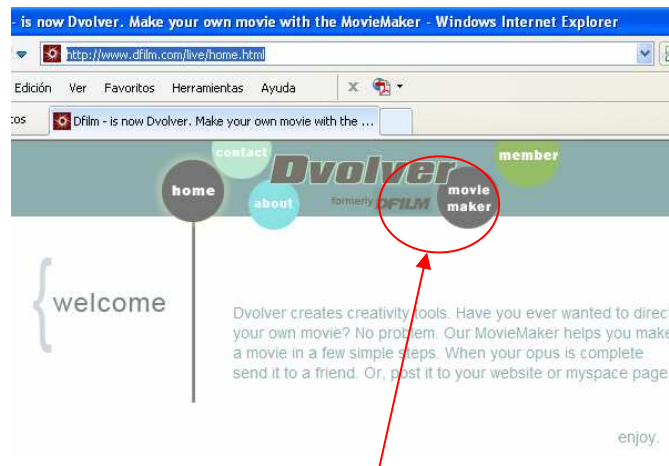 - is now Dvolver. Make your own movie with the MovieMaker - Windows Internet Explorer
http://www.dfilm.com/live/home.html
Edición Ver Favoritos Herramientas Ayuda X
os Dfilm - is now Dvolver. Make your own movie with the ...
contact Dvolver member
home about formerly DFILM movie maker
{ welcome
Dvolver creates creativity tools. Have you ever wanted to direct
your own movie? No problem. Our MovieMaker helps you make
a movie in a few simple steps. When your opus is complete
send it to a friend. Or, post it to your website or myspace page
enjoy.